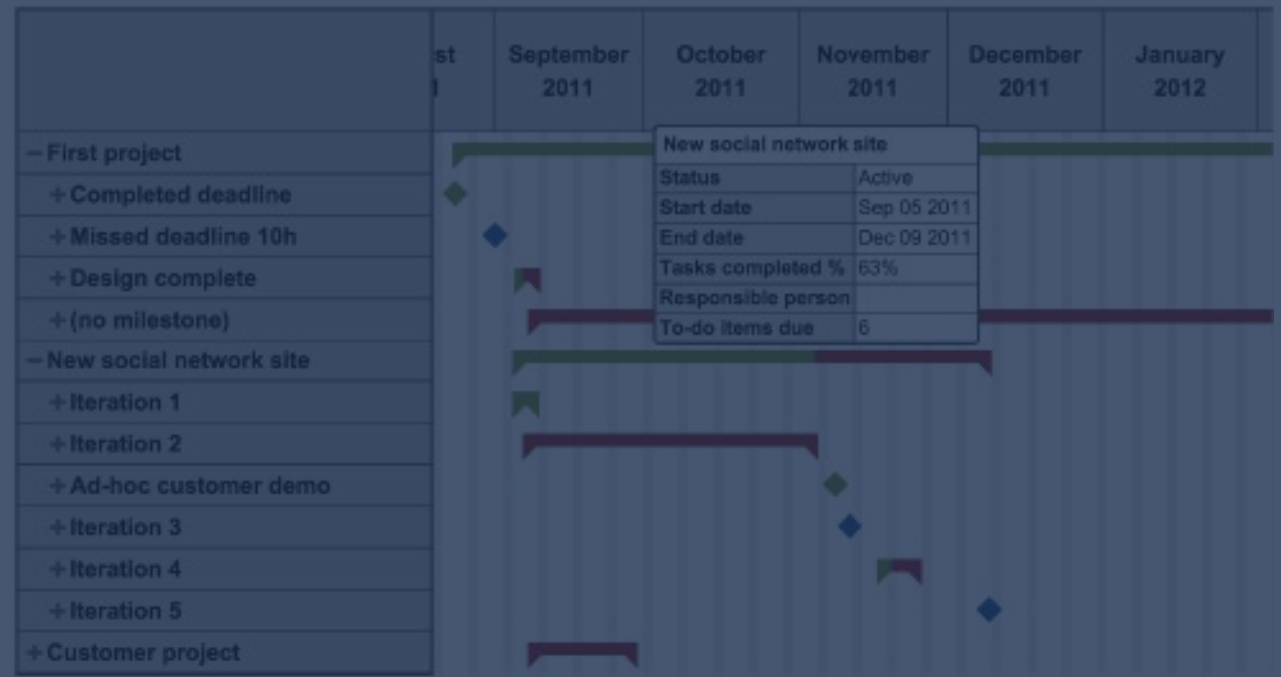 st September October November December January
1 2011 2011 2011 2011 2012
− First project
+ Completed deadline
+ Missed deadline 10h
+ Design complete
+ (no milestone)
− New social network site
+ Iteration 1
+ Iteration 2
+ Ad-hoc customer demo
+ Iteration 3
+ Iteration 4
+ Iteration 5
+ Customer project
New social network site
Status Active
Start date Sep 05 2011
End date Dec 09 2011
Tasks completed % 63%
Responsible person
To-do items due 6